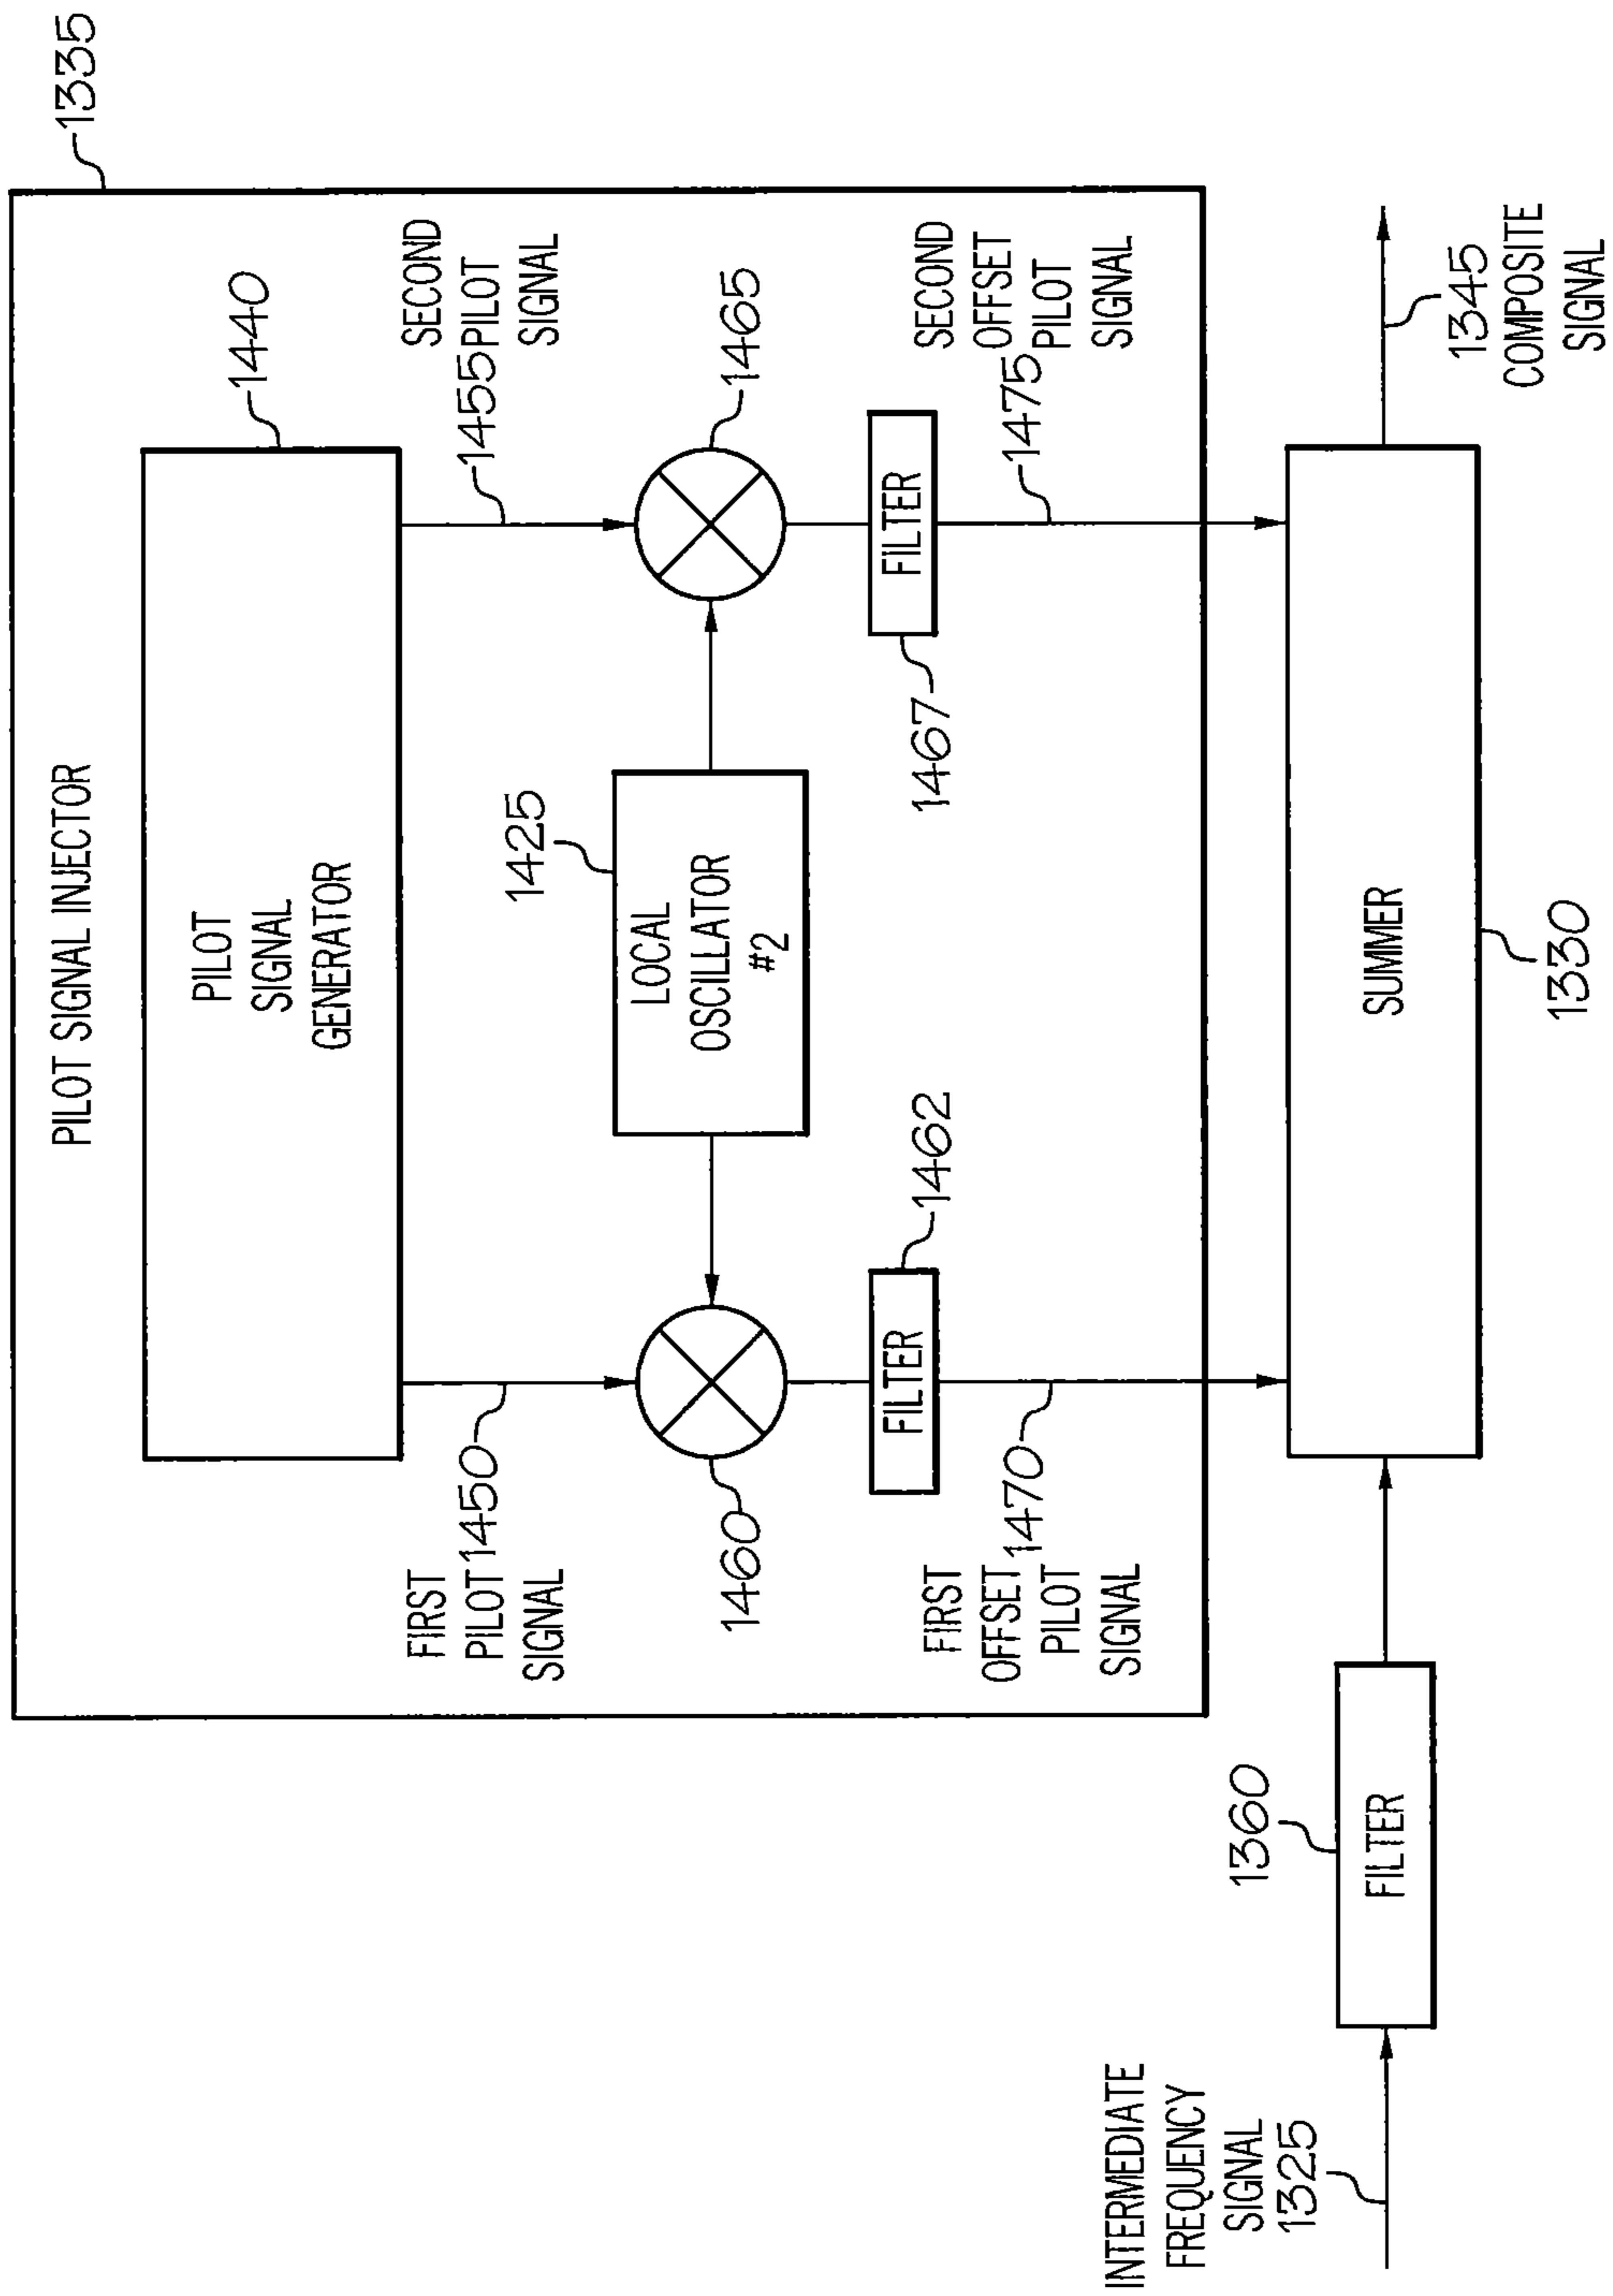 1335
PILOT SIGNAL INJECTOR
1440
PILOT
SIGNAL
GENERATOR
FIRST
PILOT 1450
SIGNAL
SECOND
1455 PILOT
SIGNAL
1425
LOCAL
OSCILLATOR
#2
1460
1465
FILTER
1462
1467
FILTER
FIRST
OFFSET 1470
PILOT
SIGNAL
SECOND
OFFSET
1475 PILOT
SIGNAL
INTERMEDIATE
FREQUENCY
SIGNAL
1325
1360
FILTER
SUMMER
1330
1345
COMPOSITE
SIGNAL